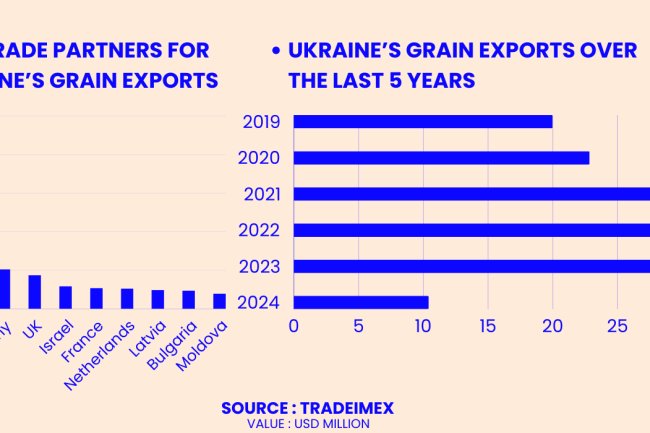 RADE PARTNERS FOR
NE'S GRAIN EXPORTS
UK
Israel
France
Netherlands
Latvia
Bulgaria
Moldova
• UKRAINE'S GRAIN EXPORTS OVER
THE LAST 5 YEARS
2019
2020
2021
2022
2023
2024
0 5 10 15 20 25
SOURCE : TRADEIMEX
VALUE : USD MILLION